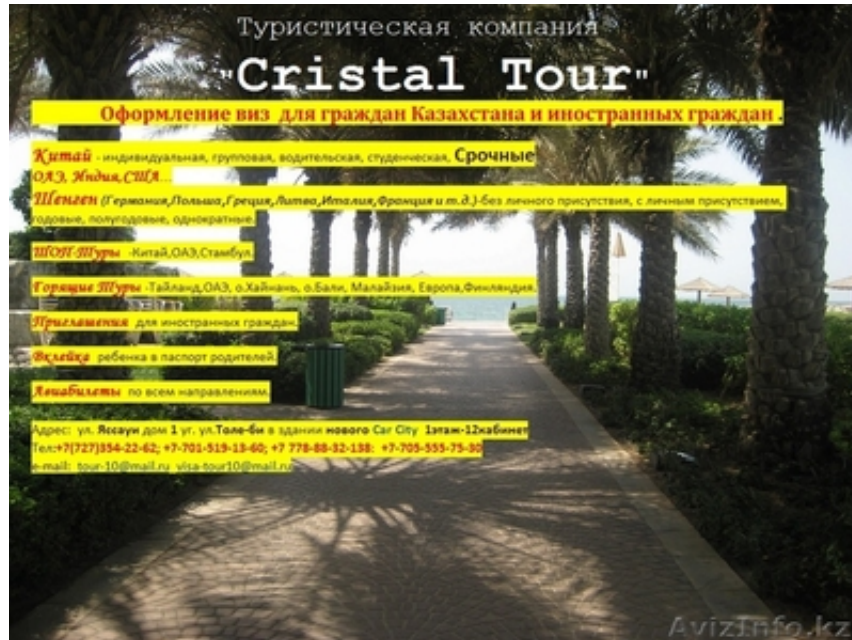 Туристическая компания
"Cristal Tour"
Оформление виз для граждан Казахстана и иностранных граждан .
Китай - индивидуальная, групповая, водительская, студенческая, Срочные
ОАЭ, Индия,США...
Шенген (Германия,Польша,Греция,Литва,Италия,Франция и т.д.)-без личного присутствия, с личным присутствием,
годовые, полугодовые, однократные.
ШОП-Туры -Китай,ОАЭ,Стамбул.
Горящие Туры -Тайланд,ОАЭ, о.Хайнань, о.Бали, Малайзия, Европа,Финляндия.
Приглашения для иностранных граждан.
Вклейка ребенка в паспорт родителей.
Авиабилеты по всем направлениям.
Адрес: ул. Яссауи дом 1 уг. ул.Толе-би в здании нового Car City 1этаж-12кабинет
Тел:+7(727)354-22-62; +7-701-519-13-60; +7 778-88-32-138: +7-705-555-75-30
e-mail: tour-10@mail.ru visa-tour10@mail.ru
AvizInfo.kz